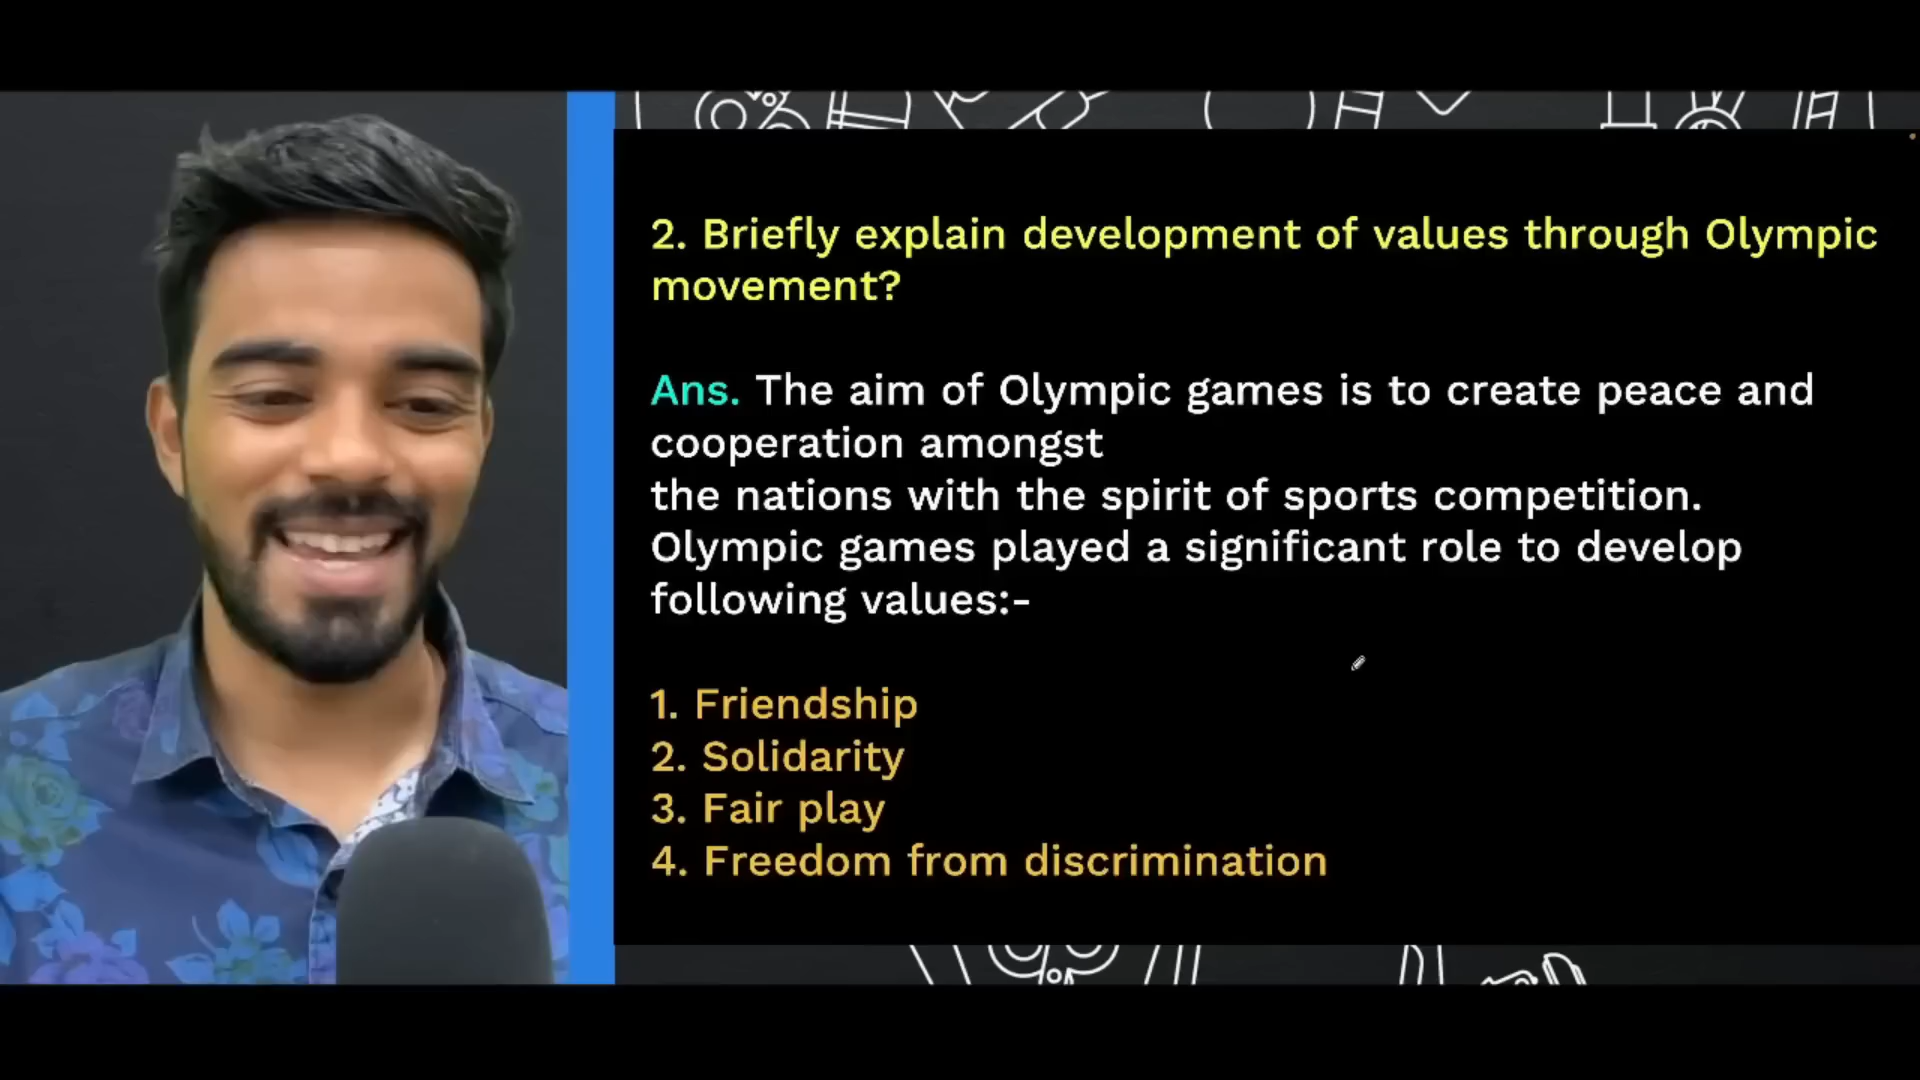 2. Briefly explain development of values through Olympic
movement?
Ans. The aim of Olympic games is to create peace and
cooperation amongst
the nations with the spirit of sports competition.
Olympic games played a significant role to develop
following values:-
1. Friendship
2. Solidarity
3. Fair play
4. Freedom from discrimination